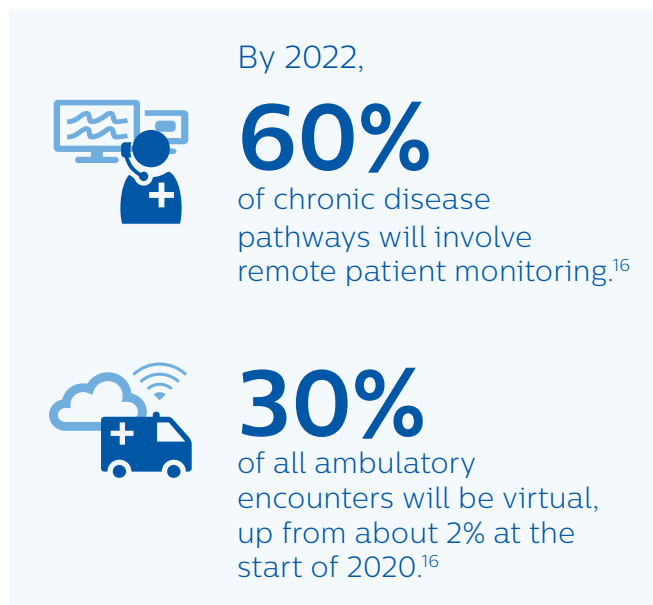 By 2022,
60%
of chronic disease
pathways will involve
remote patient monitoring.16
30%
of all ambulatory
encounters will be virtual,
up from about 2% at the
start of 2020.16